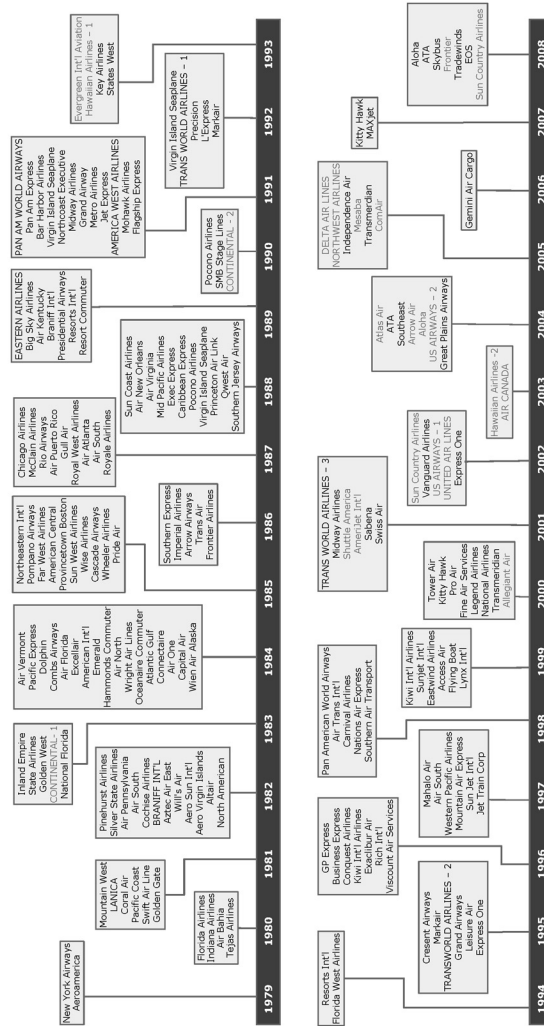 New York Airways
Aeroamerica
1979
Florida Airlines
Indiana Airlines
Air Bahia
Tejas Airlines
1980
Mountain West
LANICA
Coral Air
Pacific Coast
Swift Air Line
Golden Gate
1981
Pinehurst Airlines
Silver State Airlines
Air Pennsylvania
Air South
Cochise Airlines
BRANIFF INT'L
Aztec Air East
Will's Air
Aero Sun Int'l
Aero Virgin Islands
Altair
North American
1982
Inland Empire
State Airlines
Golden West
CONTINENTAL-1
National Florida
1983
Air Vermont
Pacific Express
Dolphin
Combs Airways
Air Florida
Excellair
American Int'l
Emerald
Hammonds Commuter
Air North
Wright Air Lines
Oceanaire Commuter
Atlantic Gulf
Connectaire
Air One
Capital Air
Wien Air Alaska
1984
Northeastern Int'l
Pompano Airways
Far West Airlines
American Central
Provincetown Boston
Sun West Airlines
Wise Airlines
Cascade Airways
Wheeler Airlines
Pride Air
1985
Southern Express
Imperial Airlines
Arrow Airways
Trans Air
Frontier Airlines
1986
Chicago Airlines
McClain Airlines
Rio Airways
Air Puerto Rico
Gull Air
Royal West Airlines
Air Atlanta
Air South
Royale Airlines
1987
Sun Coast Airlines
Air New Orleans
Air Virginia
Mid Pacific Airlines
Exec Express
Caribbean Express
Pocono Airlines
Virgin Island Seaplane
Princeton Air Link
Qwest Air
Southern Jersey Airways
1988
EASTERN AIRLINES
Big Sky Airlines
Air Kentucky
Braniff Int'l
Presidential Airways
Resorts Int'l
Resort Commuter
1989
Pocono Airlines
SMB Stage Lines
CONTINENTAL - 2
1990
PAN AM WORLD AIRWAYS
Pan Am Express
Bar Harbor Airlines
Virgin Island Seaplane
Northcoast Executive
Midway Airlines
Grand Airway
Metro Airlines
Jet Express
AMERICA WEST AIRLINES
Mohawk Airlines
Flagship Express
1991
Virgin Island Seaplane
TRANS WORLD AIRLINES - 1
Precision
L'Express
Markair
1992
Evergreen Int'l Aviation
Hawaiian Airlines - 1
Key Airlines
States West
1993
Resorts Int'l
Florida West Airlines
1994
Cresent Airways
Markair
TRANSWORLD AIRLINES - 2
Grand Airways
Leisure Air
Express One
1995
GP Express
Business Express
Conquest Airlines
Kiwi Int'l Airlines
Exaclibur Air
Rich Int'l
Viscount Air Services
1996
Mahalo Air
Air South
Western Pacific Airlines
Mountain Air Express
Sun Jet Int'l
Jet Train Corp
1997
Pan American World Airways
Air Trans Int'l
Carnival Airlines
Nations Air Express
Southern Air Transport
1998
Kiwi Int'l Airlines
Sunjet Int'l
Eastwind Airlines
Access Air
Flying Boat
Lynx Int'l
1999
Tower Air
Kitty Hawk
Pro Air
Fine Air Services
Legend Airlines
National Airlines
Transmeridian
Allegiant Air
2000
TRANS WORLD AIRLINES - 3
Midway Airlines
Shuttle America
AmeriJet Int'l
Sabena
Swiss Air
2001
Sun Country Airlines
Vanguard Airlines
US AIRWAYS - 1
UNITED AIR LINES
Express One
2002
Hawaiian Airlines -2
AIR CANADA
2003
Atlas Air
ATA
Southeast
Arrow Air
Aloha
US AIRWAYS - 2
Great Plains Airways
2004
DELTA AIR LINES
NORTHWEST AIRLINES
Independence Air
Mesaba
Transmerdian
ComAir
2005
Gemini Air Cargo
2006
Kitty Hawk
MAXjet
2007
Aloha
ATA
Skybus
Frontier
Tradewinds
EOS
Sun Country Airlines
2008